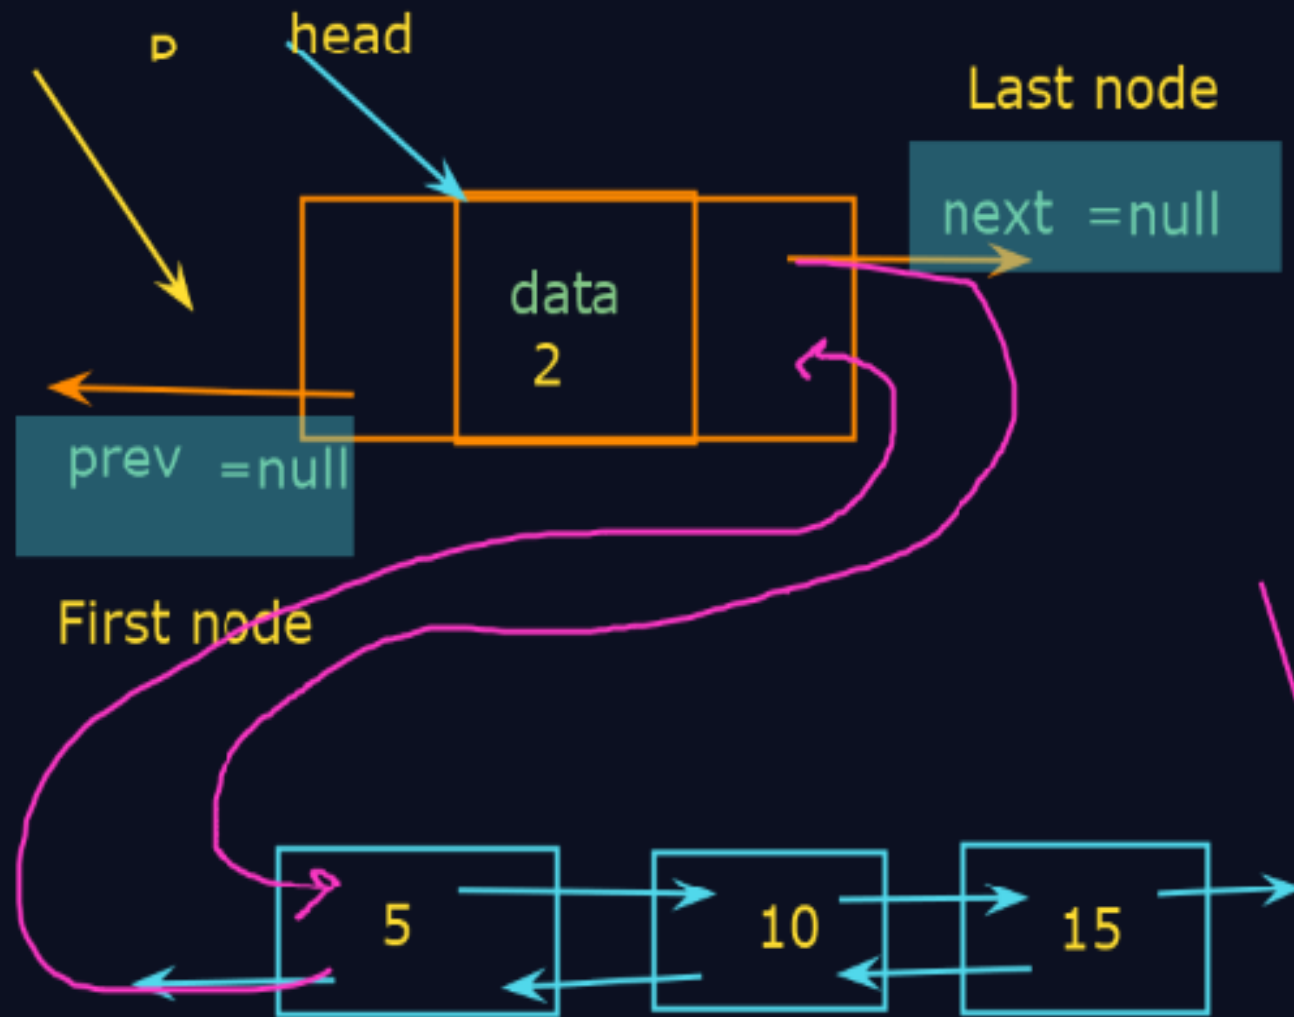 P
head
Last node
next =null
data
2
prev =null
First node
5 10 15